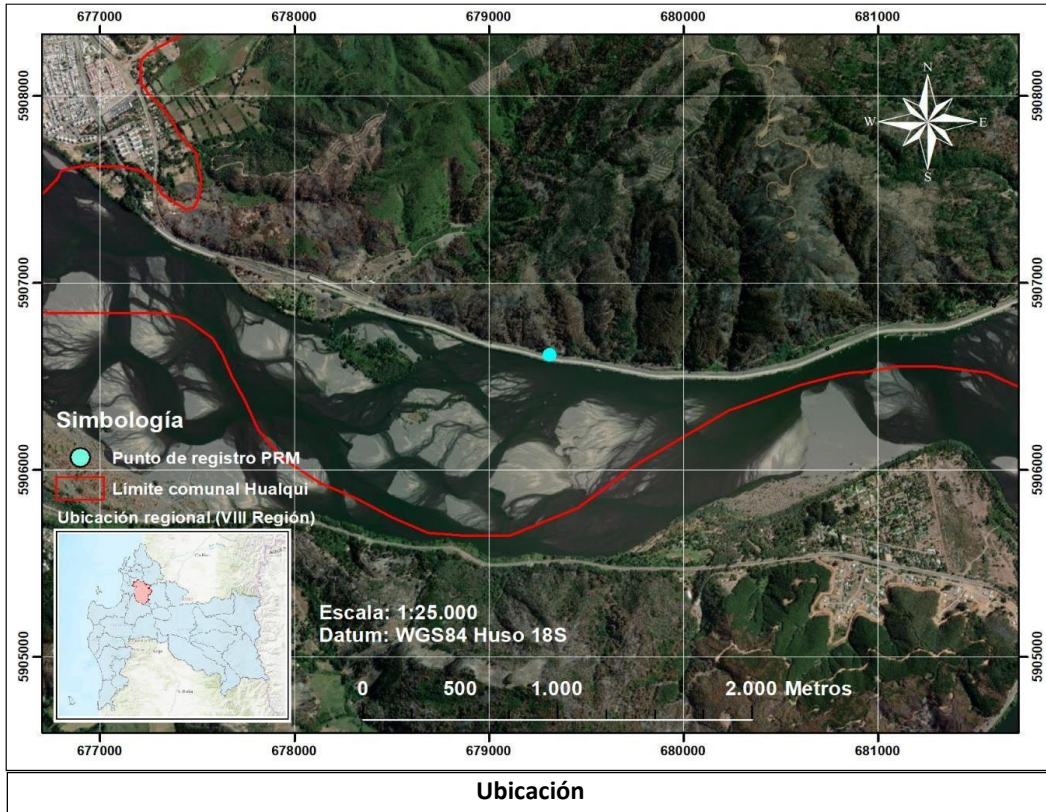 677000 678000 679000 680000 681000
5908000 5908000
N
W E
S
5907000 5907000
5906000 5906000
Simbología
Punto de registro PRM
Límite comunal Hualqui
Ubicación regional (VIII Región)
Escala: 1:25.000
Datum: WGS84 Huso 18S
5905000 5905000
0 500 1.000 2.000 Metros
677000 678000 679000 680000 681000
Ubicación